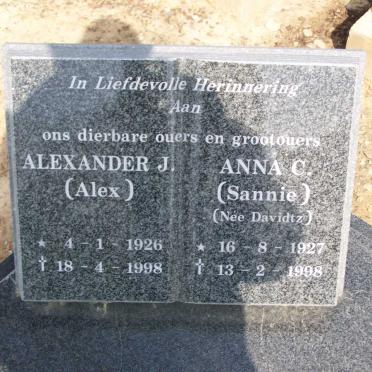 In Liefdevolle Herinnering
Aan
ons dierbare ouers en grootouers
ALEXANDER J.
(Alex)
★ 4-1-1926
† 18-4-1998
ANNA C.
(Sannie)
(Née Davidtz)
★ 16-8-1927
† 13-2-1998